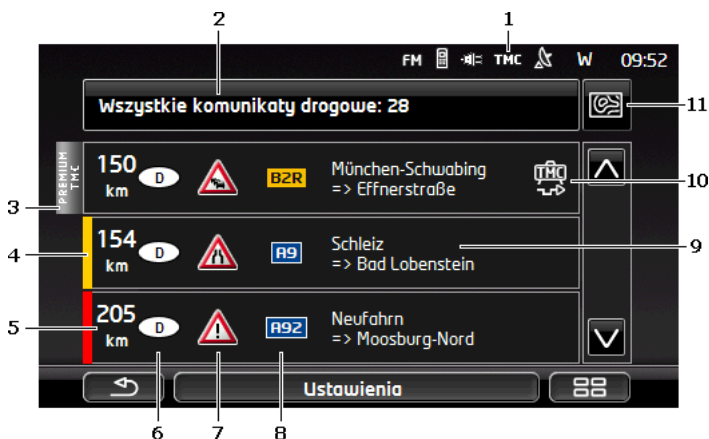 1
2
FM TMC W 09:52
Wszystkie komunikaty drogowe: 28
11
PREMIUM
TMC
150
km
D
B2R
München-Schwabing
=> Effnerstraße
TMC
10
3
154
km
D
A9
Schleiz
=> Bad Lobenstein
4
9
205
km
D
A92
Neufahrn
=> Moosburg-Nord
5
Ustawienia
6
7
8